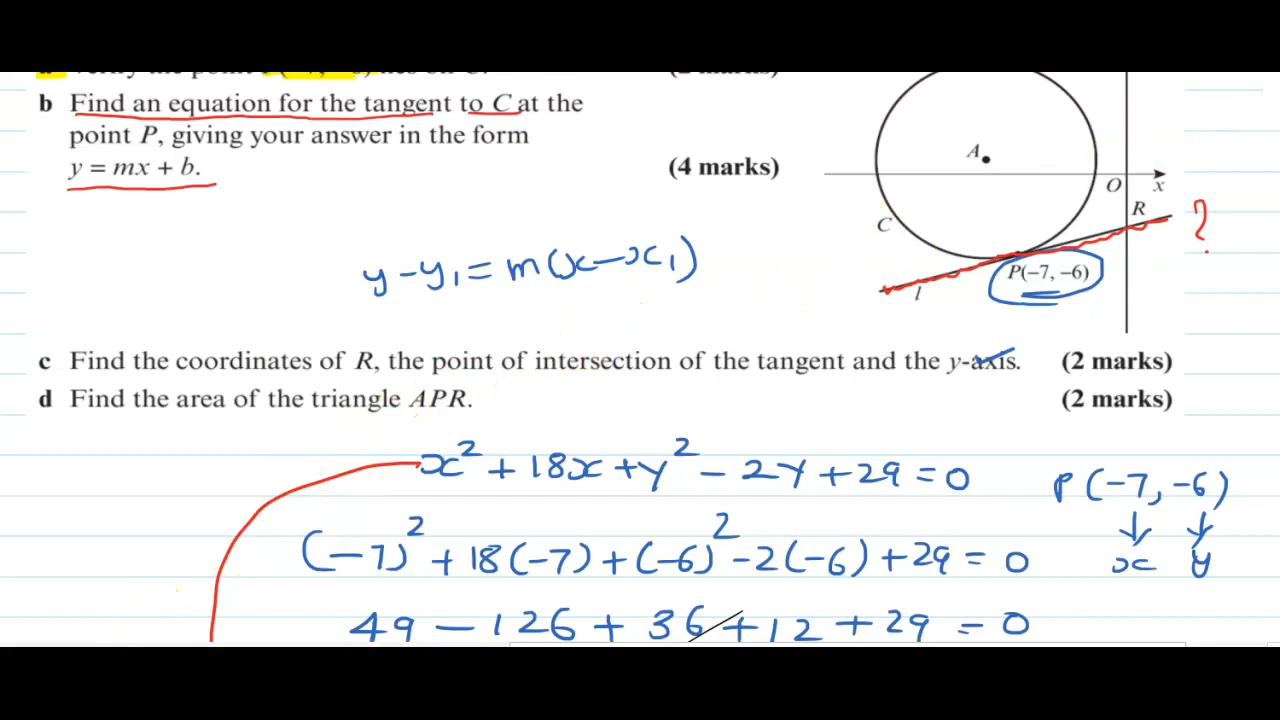 b Find an equation for the tangent to C at the
point P, giving your answer in the form
y = mx + b.
(4 marks)
y - y₁ = m(x - x₁)
A
O
x
R
?
C
P(−7, −6)
l
c Find the coordinates of R, the point of intersection of the tangent and the y-axis. (2 marks)
d Find the area of the triangle APR. (2 marks)
x² + 18x + y² - 2y + 29 = 0
P(-7, -6)
(-7)² + 18(-7) + (-6)² - 2(-6) + 29 = 0
x y
49 - 126 + 36 + 12 + 29 = 0